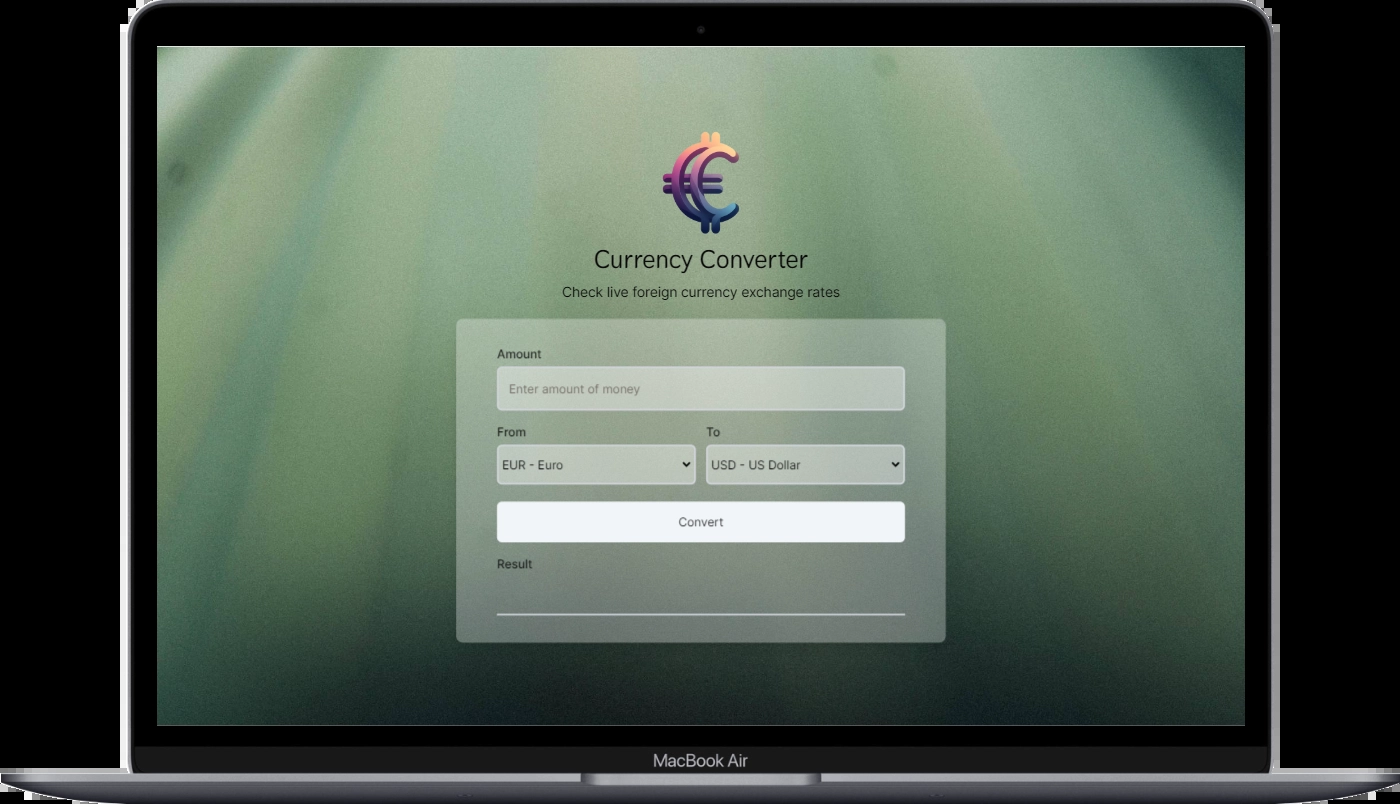 Currency Converter
Check live foreign currency exchange rates
Amount
Enter amount of money
From To
EUR - Euro USD - US Dollar
Convert
Result
MacBook Air